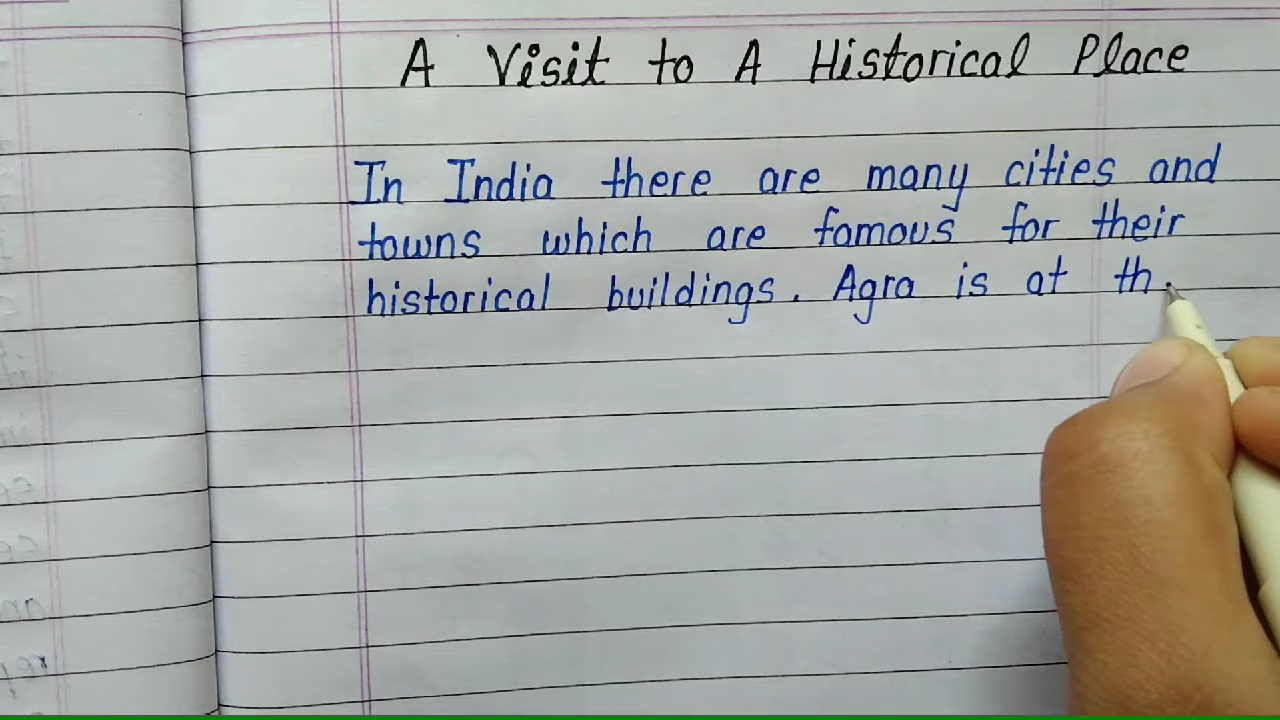 A Visit to A Historical Place
In India there are many cities and
towns which are famous for their
historical buildings. Agra is at th